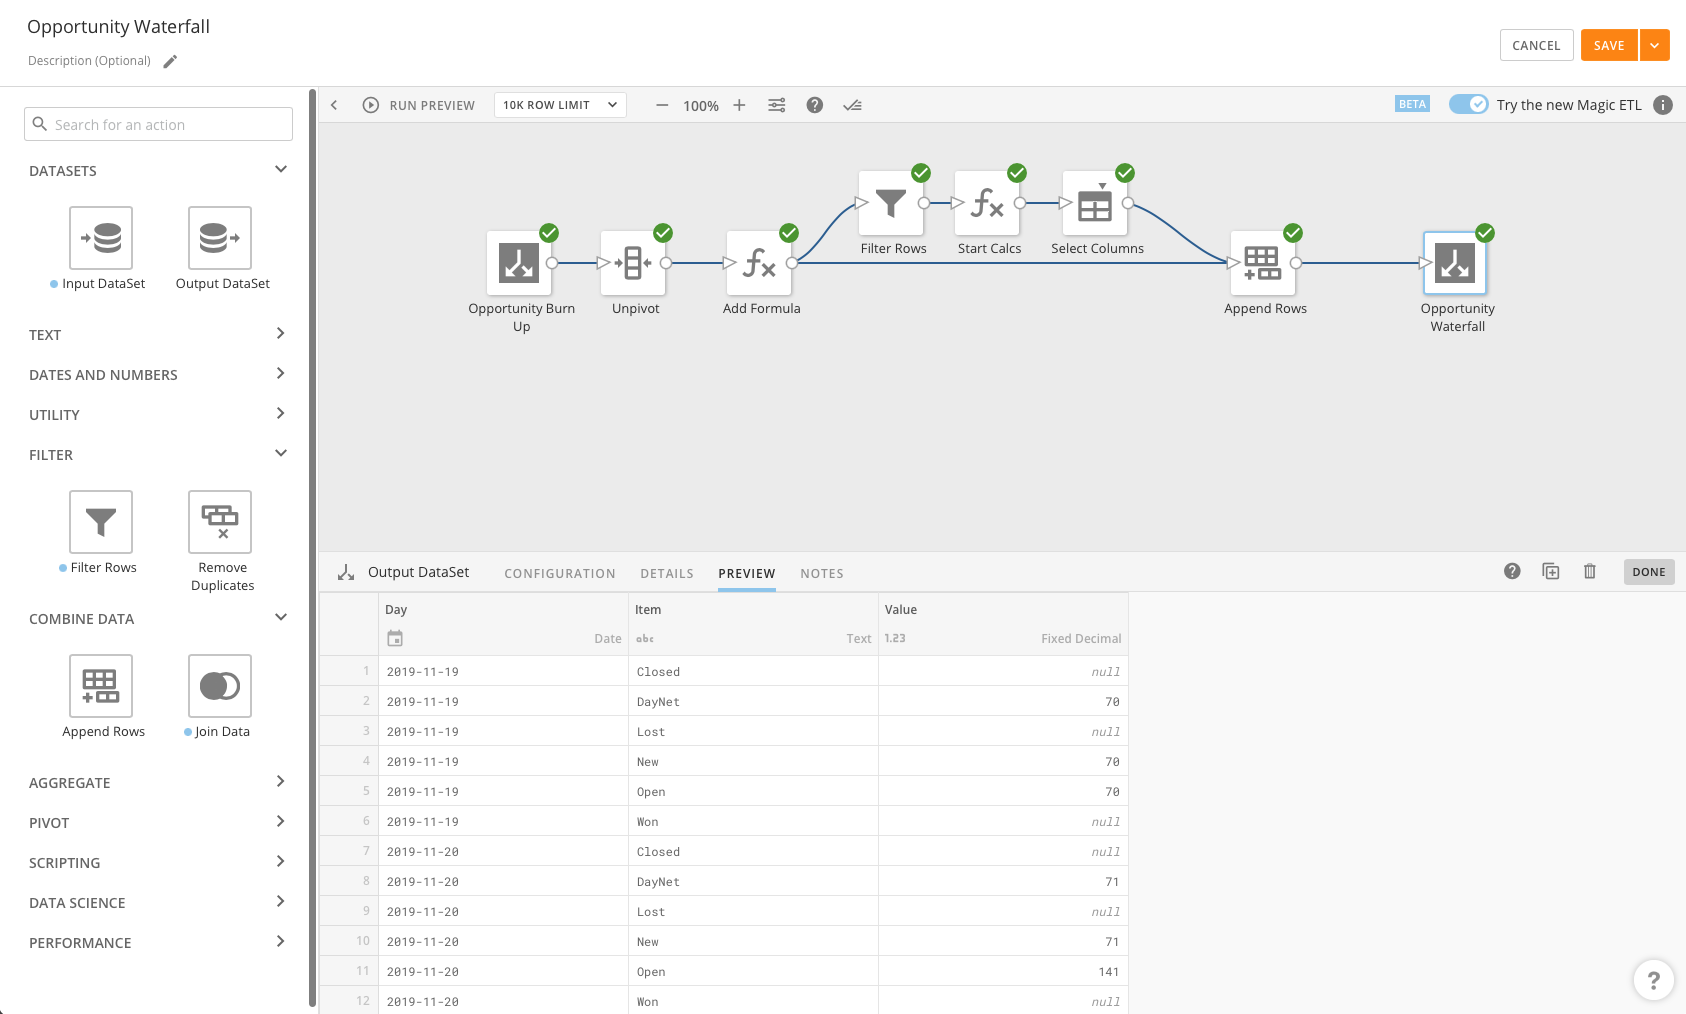 Opportunity Waterfall
Description (Optional)
CANCEL
SAVE
Search for an action
DATASETS
Input DataSet
Output DataSet
TEXT
DATES AND NUMBERS
UTILITY
FILTER
Filter Rows
Remove
Duplicates
COMBINE DATA
Append Rows
Join Data
AGGREGATE
PIVOT
SCRIPTING
DATA SCIENCE
PERFORMANCE
RUN PREVIEW
10K ROW LIMIT
100%
BETA
Try the new Magic ETL
Filter Rows
Start Calcs
Select Columns
Opportunity Burn
Up
Unpivot
Add Formula
Append Rows
Opportunity
Waterfall
Output DataSet CONFIGURATION DETAILS PREVIEW NOTES
DONE
Day Item Value
Date abc Text 1.23 Fixed Decimal
1 2019-11-19 Closed null
2 2019-11-19 DayNet 70
3 2019-11-19 Lost null
4 2019-11-19 New 70
5 2019-11-19 Open 70
6 2019-11-19 Won null
7 2019-11-20 Closed null
8 2019-11-20 DayNet 71
9 2019-11-20 Lost null
10 2019-11-20 New 71
11 2019-11-20 Open 141
12 2019-11-20 Won null